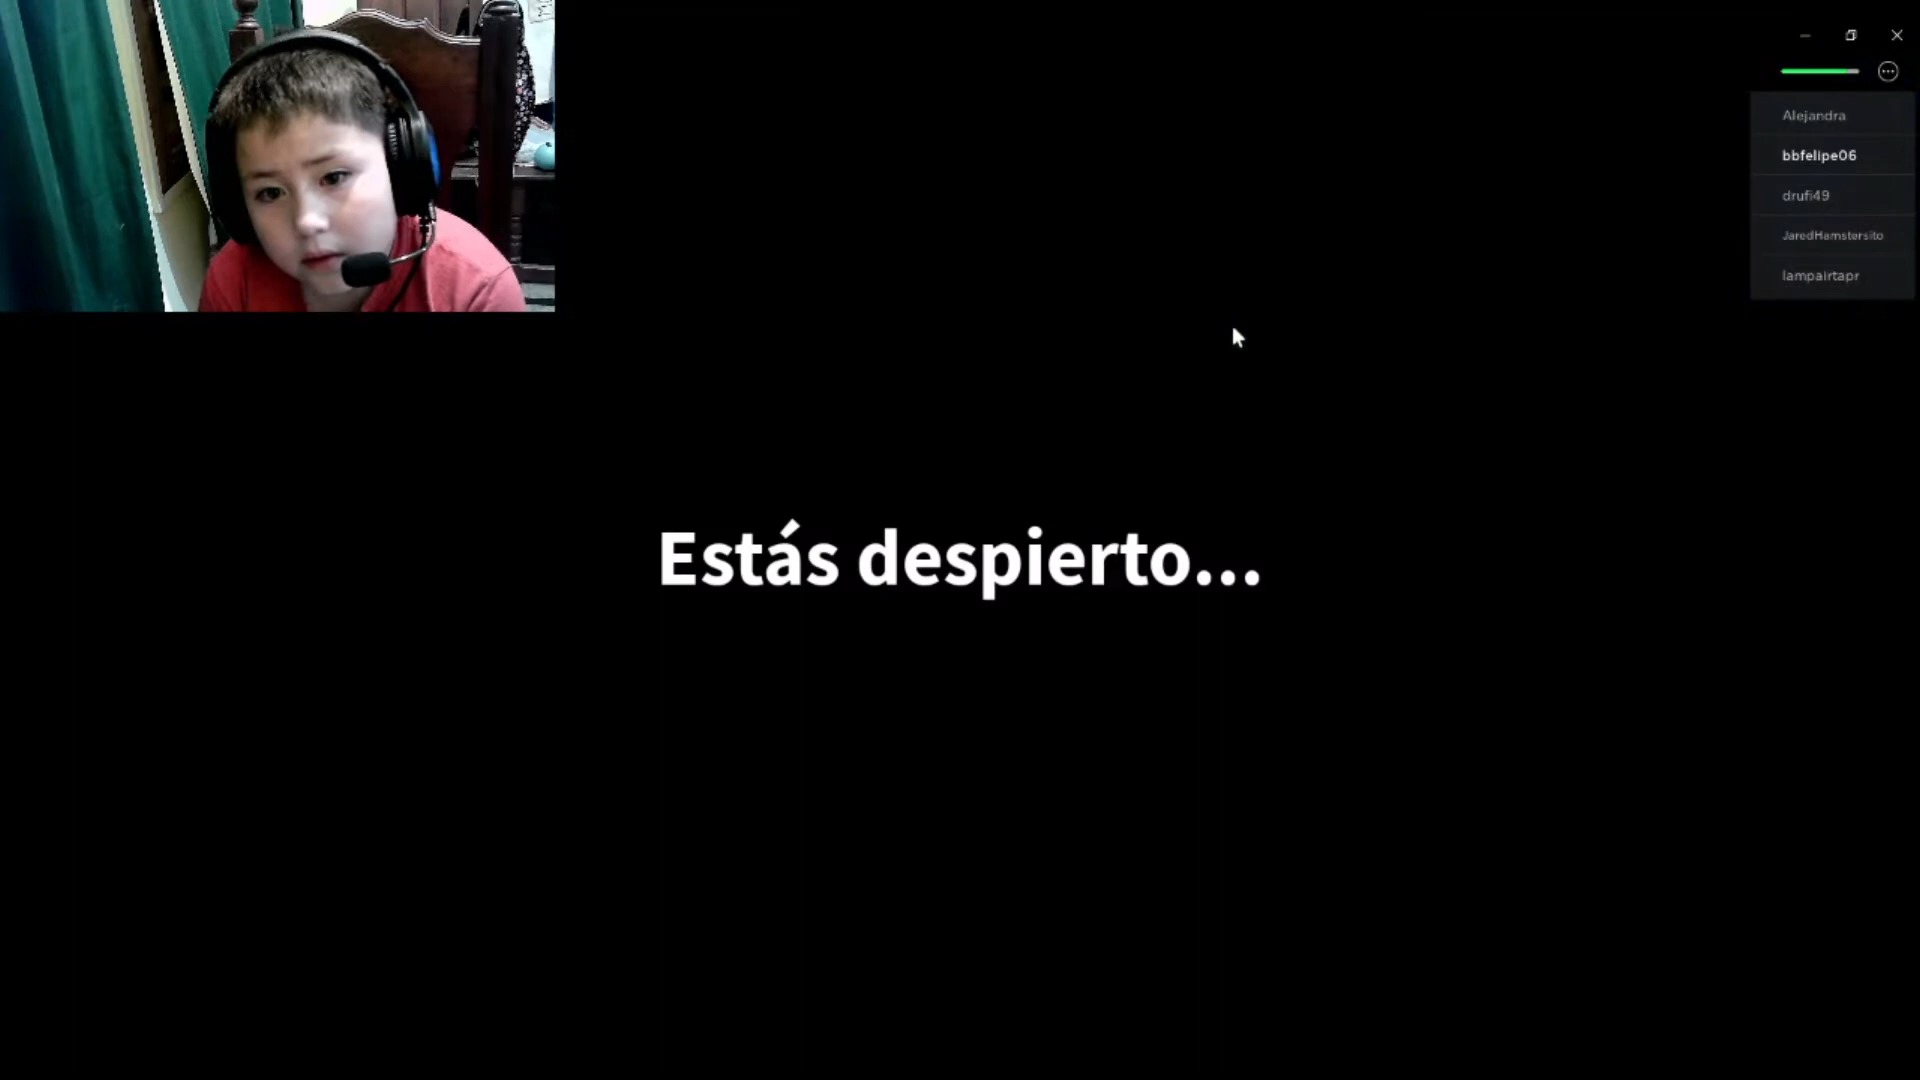 Alejandra
bbfelipe06
drufi49
JaredHamstersito
lampairtapr
Estás despierto...